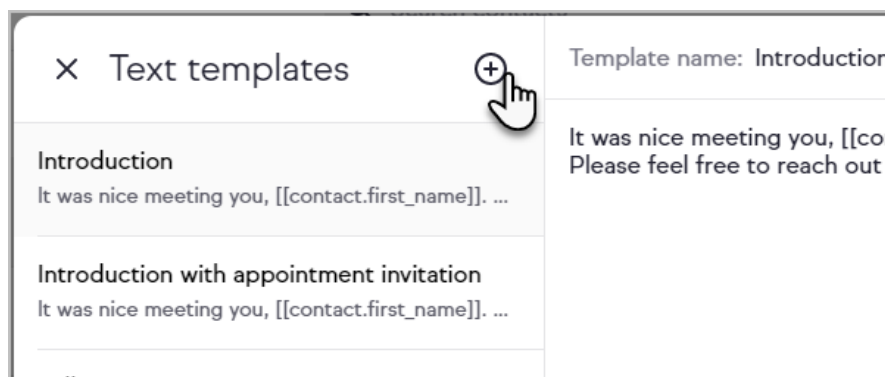 Text templates
Introduction
It was nice meeting you, [[contact.first_name]]. ...
Introduction with appointment invitation
It was nice meeting you, [[contact.first_name]]. ...
Template name: Introduction
It was nice meeting you, [[co
Please feel free to reach out